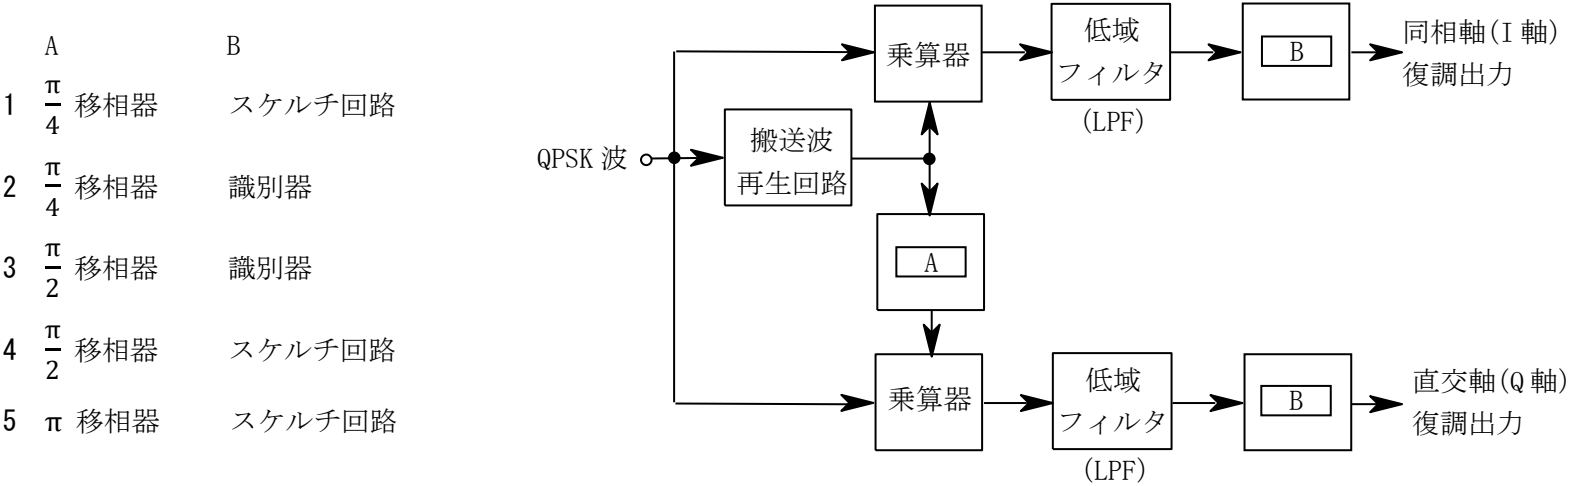 A B
1 π/4 移相器 スケルチ回路
2 π/4 移相器 識別器
3 π/2 移相器 識別器
4 π/2 移相器 スケルチ回路
5 π 移相器 スケルチ回路
QPSK 波
搬送波
再生回路
乗算器
低域
フィルタ
(LPF)
B
同相軸(I 軸)
復調出力
A
乗算器
低域
フィルタ
(LPF)
B
直交軸(Q 軸)
復調出力